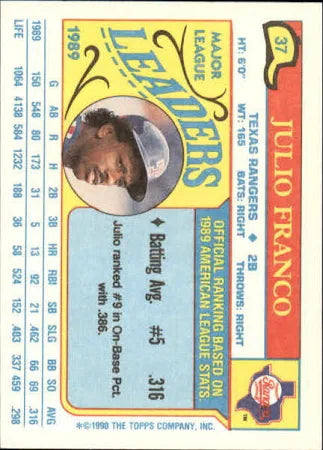 37
JULIO FRANCO
TEXAS RANGERS ◆ 2B
HT: 6'0" WT: 165 BATS: RIGHT THROWS: RIGHT
MAJOR LEAGUE
LEADERS
1989
OFFICIAL RANKING BASED ON
1989 AMERICAN LEAGUE STATS.
◆ Batting Avg. #5 .316
Julio ranked #9 in On-Base Pct.
with .386.
Rangers
TM
G AB R H 2B 3B HR RBI SB SLG BB SO AVG
1989 150 548 80 173 31 5 13 92 21 .462 66 69 .316
LIFE 1064 4138 584 1232 188 36 58 524 152 .403 337 459 .298
*©1990 THE TOPPS COMPANY, INC.